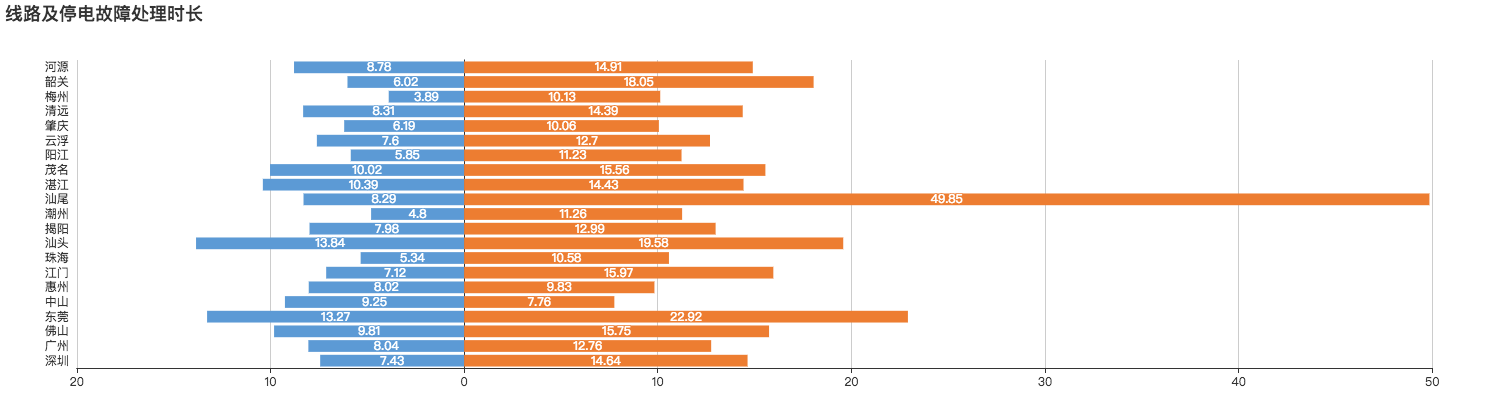 线路及停电故障处理时长
河源 8.78 14.91
韶关 6.02 18.05
梅州 3.89 10.13
清远 8.31 14.39
肇庆 6.19 10.06
云浮 7.6 12.7
阳江 5.85 11.23
茂名 10.02 15.56
湛江 10.39 14.43
汕尾 8.29 49.85
潮州 4.8 11.26
揭阳 7.98 12.99
汕头 13.84 19.58
珠海 5.34 10.58
江门 7.12 15.97
惠州 8.02 9.83
中山 9.25 7.76
东莞 13.27 22.92
佛山 9.81 15.75
广州 8.04 12.76
深圳 7.43 14.64
20 10 0 10 20 30 40 50